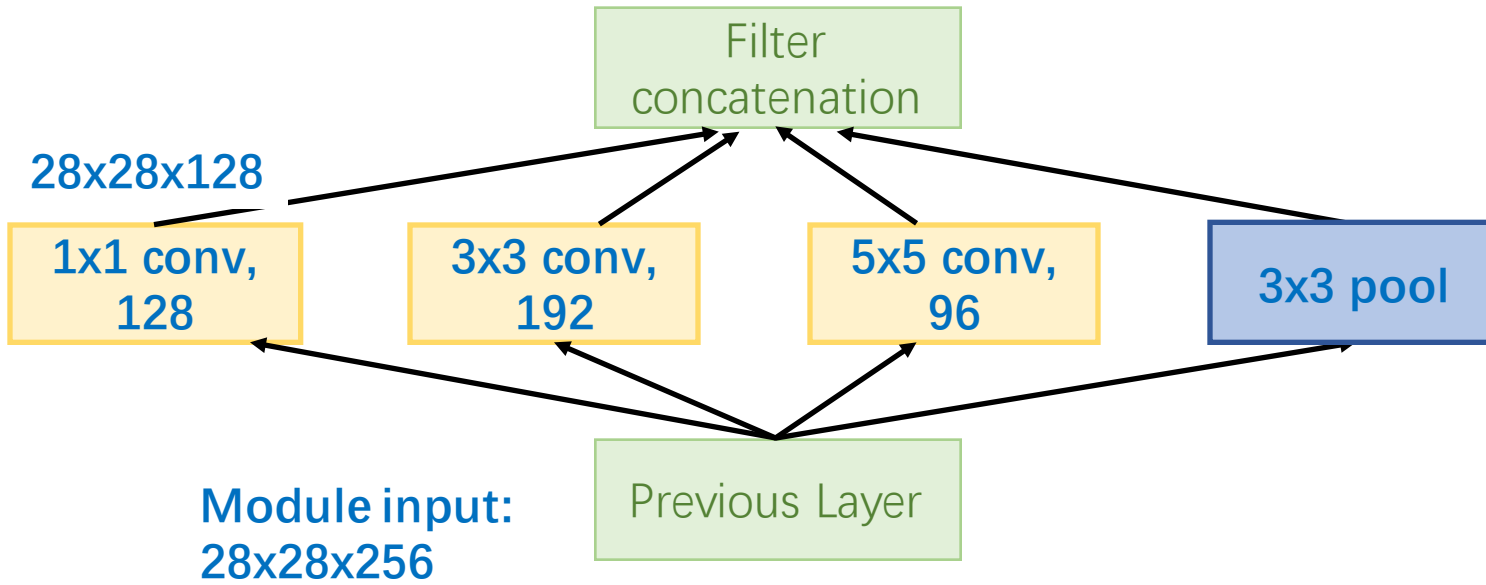 Filter
concatenation
28x28x128
1x1 conv,
128
3x3 conv,
192
5x5 conv,
96
3x3 pool
Previous Layer
Module input:
28x28x256